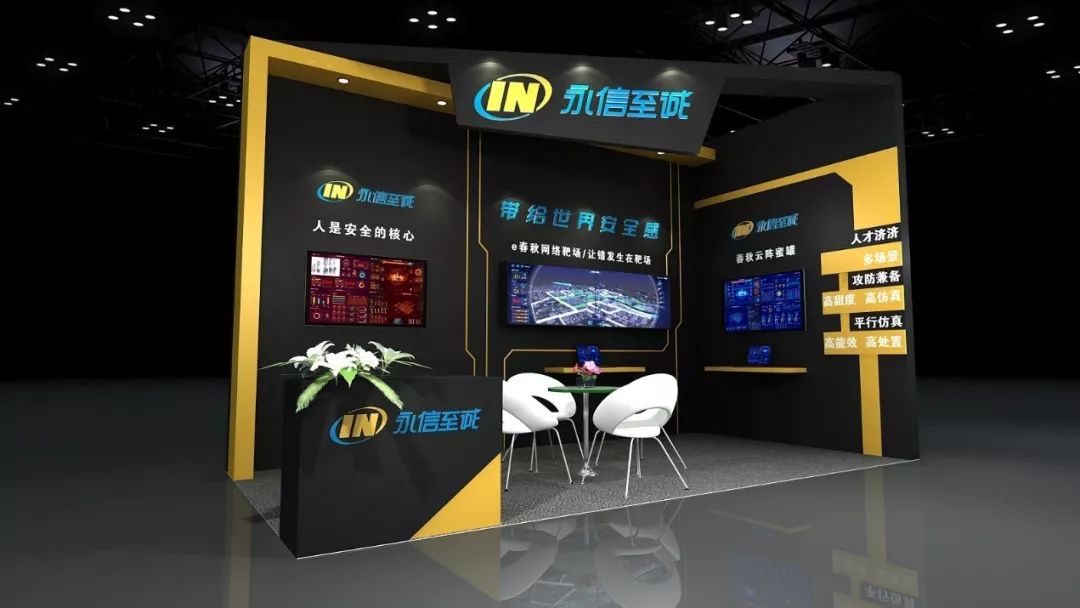 IN 永信至诚
IN 永信至诚
人是安全的核心
带给世界安全感
e春秋网络靶场/让错发生在靶场
IN 永信至诚
春秋云阵蜜罐
人才济济
多场景
攻防兼备
高甜度 高仿真
平行仿真
高能效 高处置
IN 永信至诚